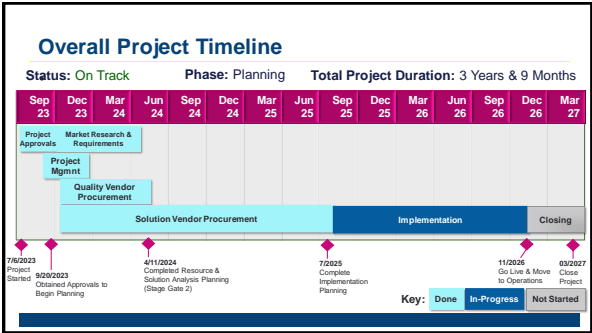 Overall Project Timeline
Status: On Track Phase: Planning Total Project Duration: 3 Years & 9 Months
Sep Dec Mar Jun Sep Dec Mar Jun Sep Dec Mar Jun Sep Dec Mar
23 23 24 24 24 24 25 25 25 25 26 26 26 26 27
Project
Approvals
Market Research &
Requirements
Project
Mgmnt
Quality Vendor
Procurement
Solution Vendor Procurement
Implementation
Closing
7/6/2023
Project
Started
9/20/2023
Obtained Approvals to
Begin Planning
4/11/2024
Completed Resource &
Solution Analysis Planning
(Stage Gate 2)
7/2025
Complete
Implementation
Planning
11/2026
Go Live & Move
to Operations
03/2027
Close
Project
Key: Done In-Progress Not Started